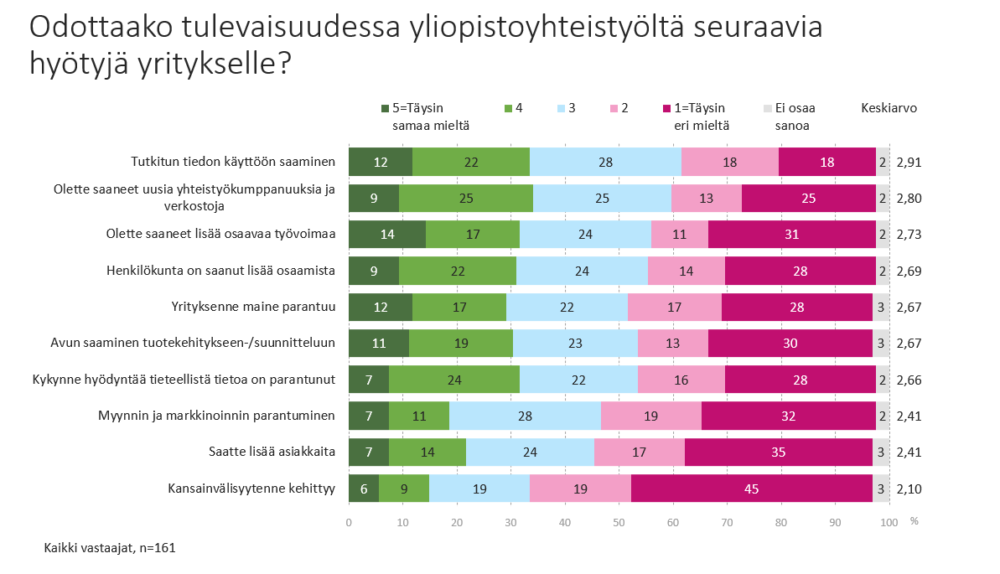 Odottaako tulevaisuudessa yliopistoyhteistyöltä seuraavia
hyötyjä yritykselle?
5=Täysin samaa mieltä 4 3 2 1=Täysin eri mieltä Ei osaa sanoa Keskiarvo
Tutkitun tiedon käyttöön saaminen 12 22 28 18 18 2 2,91
Olette saaneet uusia yhteistyökumppanuuksia ja
verkostoja 9 25 25 13 25 2 2,80
Olette saaneet lisää osaavaa työvoimaa 14 17 24 11 31 2 2,73
Henkilökunta on saanut lisää osaamista 9 22 24 14 28 2 2,69
Yrityksenne maine parantuu 12 17 22 17 28 3 2,67
Avun saaminen tuotekehitykseen-/suunnitteluun 11 19 23 13 30 3 2,67
Kykynne hyödyntää tieteellistä tietoa on parantunut 7 24 22 16 28 2 2,66
Myynnin ja markkinoinnin parantuminen 7 11 28 19 32 2 2,41
Saatte lisää asiakkaita 7 14 24 17 35 3 2,41
Kansainvälisyytenne kehittyy 6 9 19 19 45 3 2,10
0 10 20 30 40 50 60 70 80 90 100 %
Kaikki vastaajat, n=161